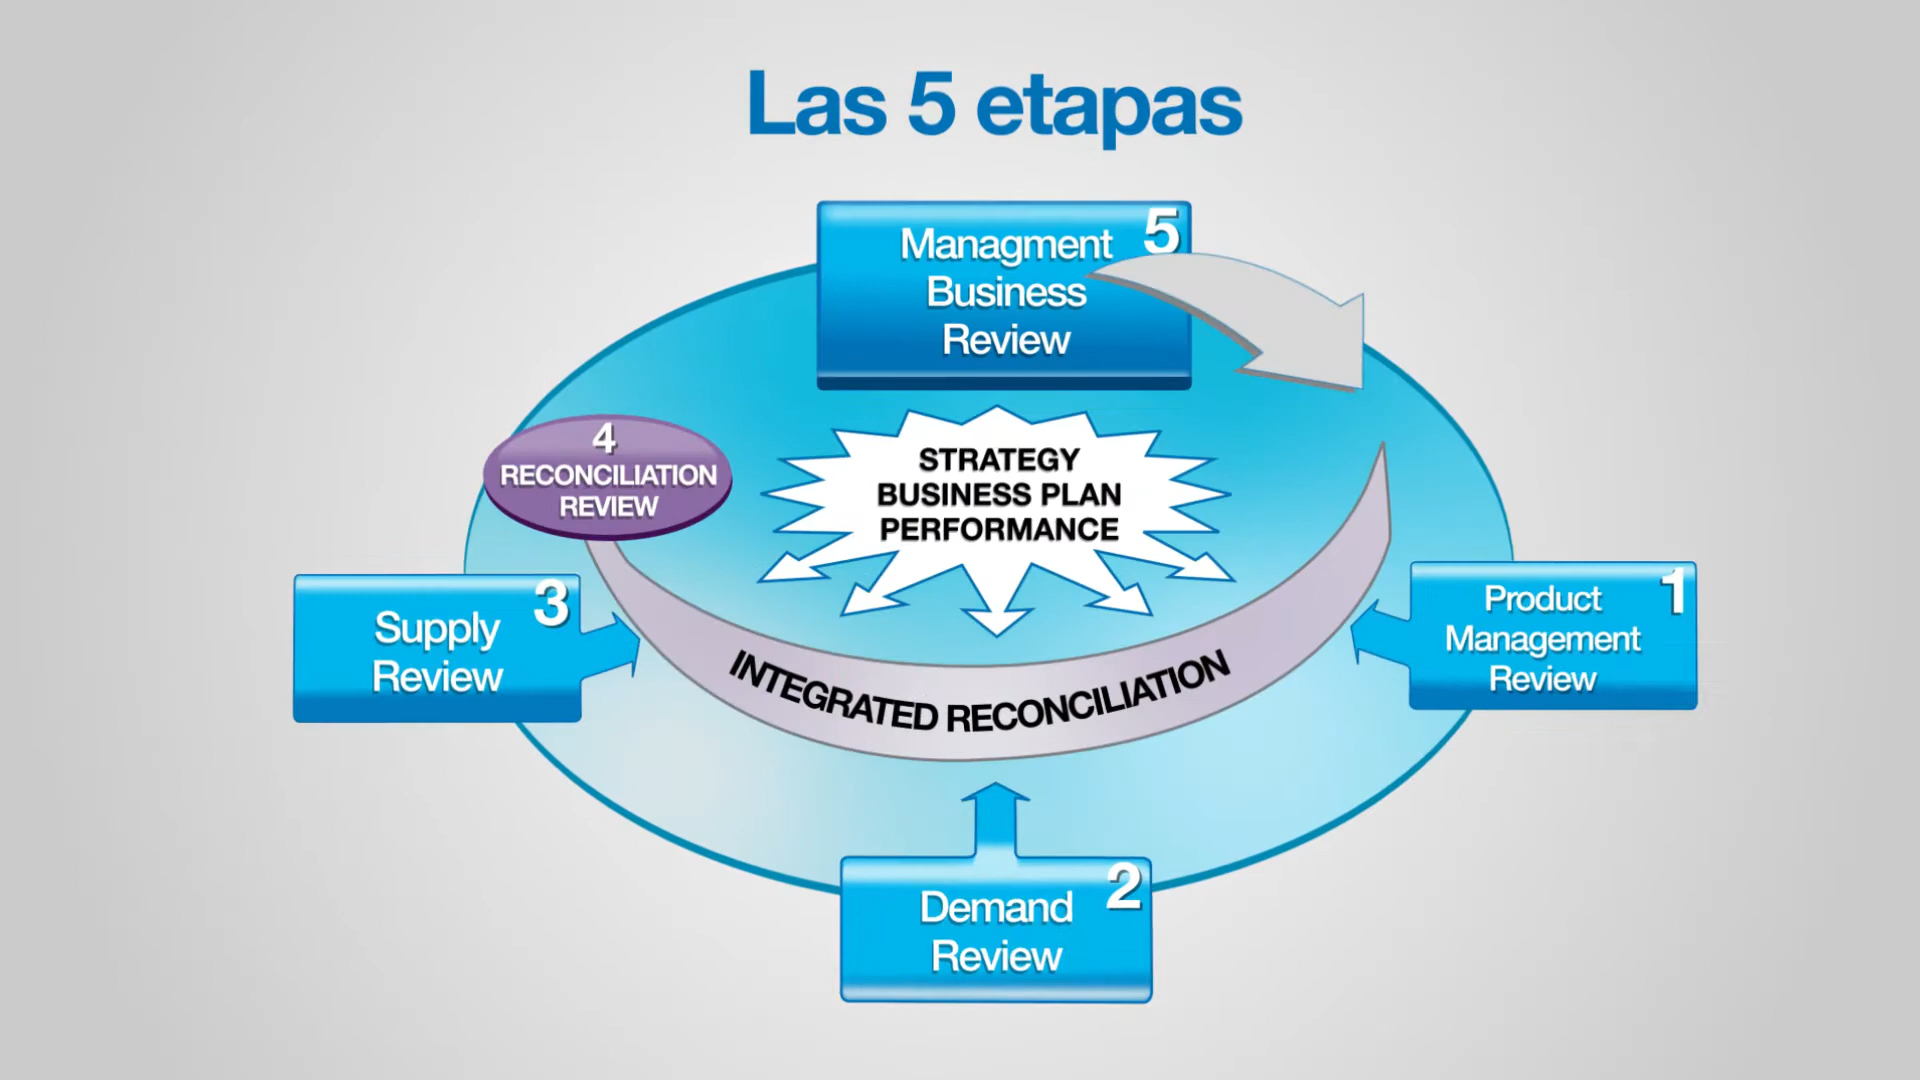 Las 5 etapas
5
Managment
Business
Review
4
RECONCILIATION
REVIEW
STRATEGY
BUSINESS PLAN
PERFORMANCE
3
Supply
Review
1
Product
Management
Review
INTEGRATED RECONCILIATION
2
Demand
Review